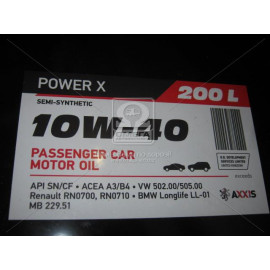 POWER X
200 L
SEMI-SYNTHETIC
10W-40
PASSENGER CAR
MOTOR OIL
API SN/CF • ACEA A3/B4 • VW 502.00/505.00
Renault RN0700, RN0710 • BMW Longlife LL-01
MB 229.51
AXXIS